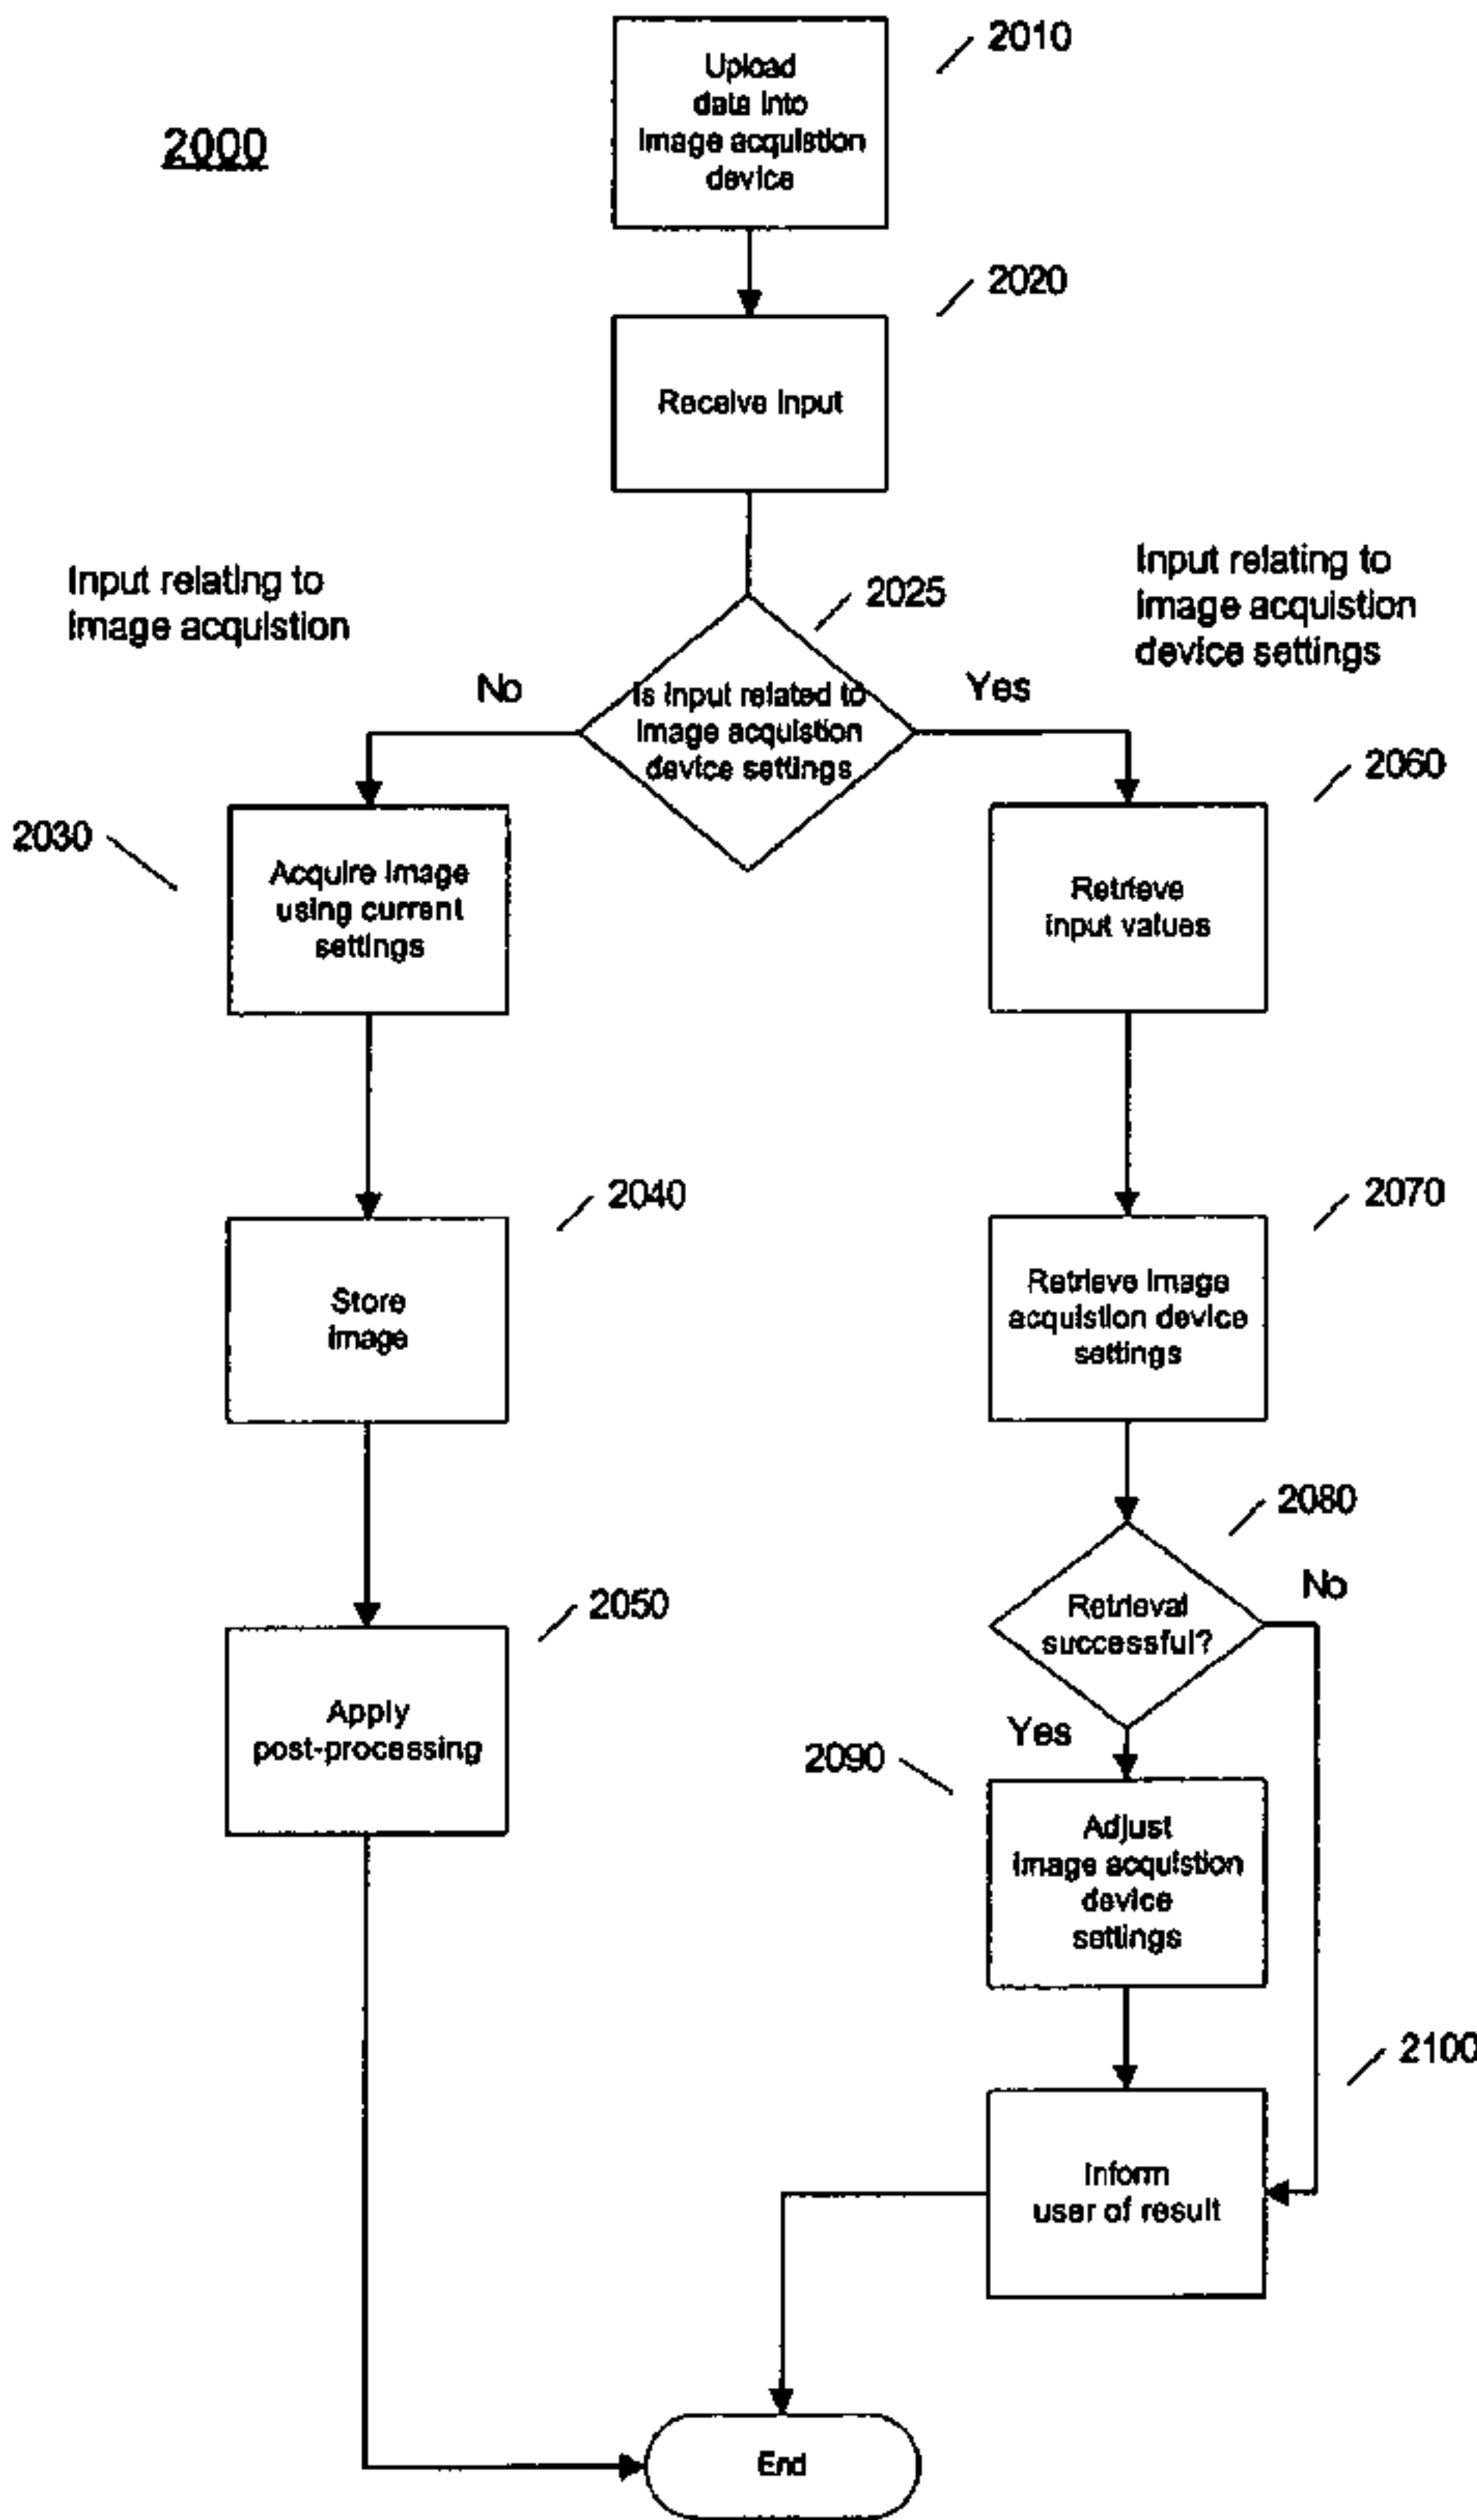 2010
Upload
data into
image acquistion
device
2000
2020
Receive input
Input relating to
image acquistion
Input relating to
image acquistion
device settings
2025
No
Is input related to
image acquistion
device settings
Yes
2060
2030
Acquire image
using current
settings
Retrieve
input values
2040
2070
Store
image
Retrieve image
acquistion device
settings
2080
2050
No
Retrieval
successful?
Apply
post-processing
Yes
2090
Adjust
image acquistion
device
settings
2100
Inform
user of result
End